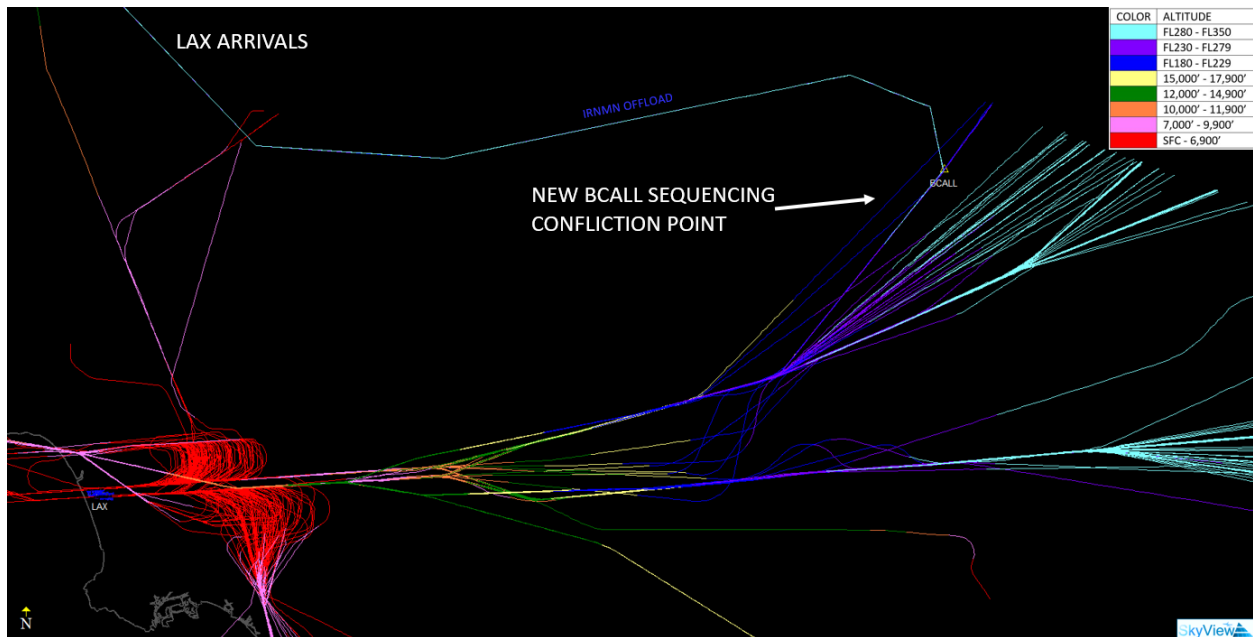 LAX ARRIVALS
COLOR ALTITUDE
FL280 - FL350
FL230 - FL279
FL180 - FL229
15,000' - 17,900'
12,000' - 14,900'
10,000' - 11,900'
7,000' - 9,900'
SFC - 6,900'
IRNMN OFFLOAD
BCALL
NEW BCALL SEQUENCING
CONFLICTION POINT
LAX
N
SkyView